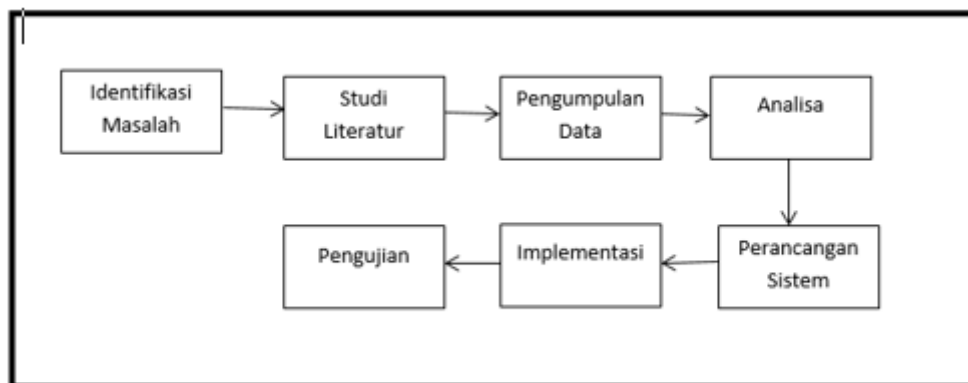 Identifikasi
Masalah
Studi
Literatur
Pengumpulan
Data
Analisa
Perancangan
Sistem
Implementasi
Pengujian